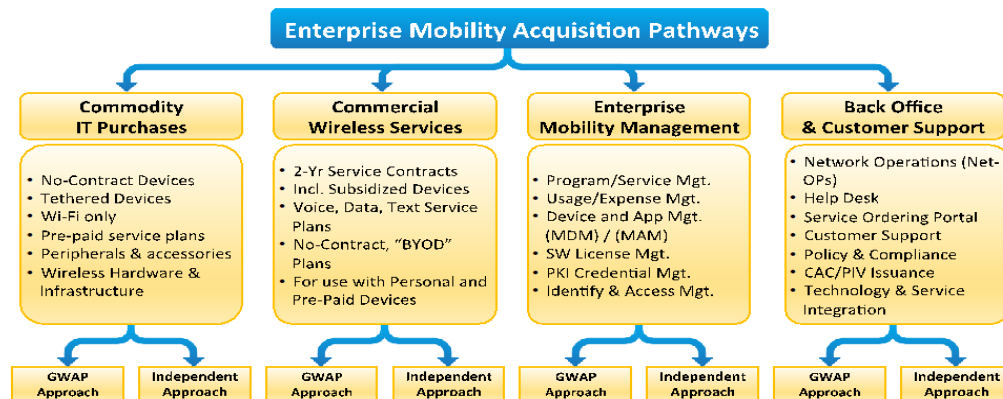 Enterprise Mobility Acquisition Pathways
Commodity
IT Purchases
• No-Contract Devices
• Tethered Devices
• Wi-Fi only
• Pre-paid service plans
• Peripherals & accessories
• Wireless Hardware &
Infrastructure
GWAP
Approach
Independent
Approach
Commercial
Wireless Services
• 2-Yr Service Contracts
• Incl. Subsidized Devices
• Voice, Data, Text Service
Plans
• No-Contract, “BYOD”
Plans
• For use with Personal and
Pre-Paid Devices
GWAP
Approach
Independent
Approach
Enterprise
Mobility Management
• Program/Service Mgt.
• Usage/Expense Mgt.
• Device and App Mgt.
(MDM) / (MAM)
• SW License Mgt.
• PKI Credential Mgt.
• Identify & Access Mgt.
GWAP
Approach
Independent
Approach
Back Office
& Customer Support
• Network Operations (Net-
OPs)
• Help Desk
• Service Ordering Portal
• Customer Support
• Policy & Compliance
• CAC/PIV Issuance
• Technology & Service
Integration
GWAP
Approach
Independent
Approach